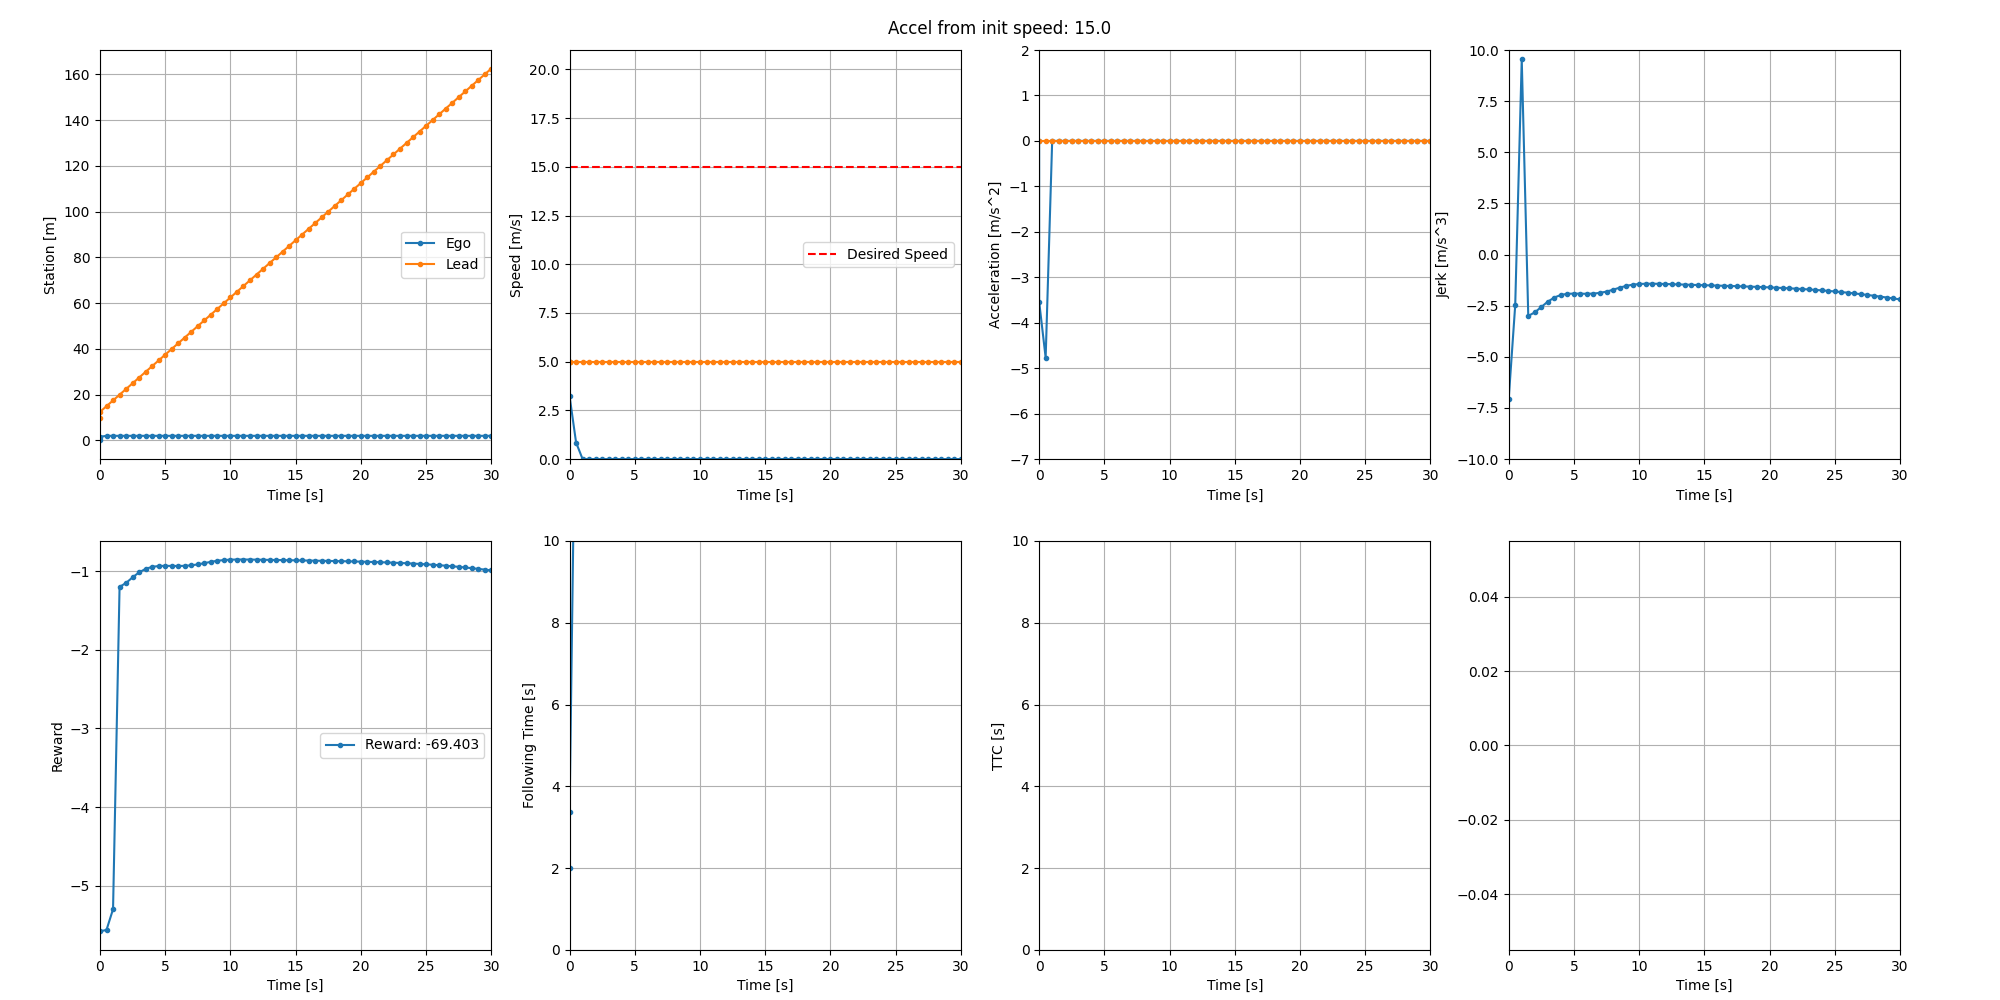 Accel from init speed: 15.0
Station [m]
160
140
120
100
80
60
40
20
0
Ego
Lead
0 5 10 15 20 25 30
Time [s]
Speed [m/s]
20.0
17.5
15.0
12.5
10.0
7.5
5.0
2.5
0.0
Desired Speed
0 5 10 15 20 25 30
Time [s]
Acceleration [m/s^2]
2
1
0
−1
−2
−3
−4
−5
−6
−7
0 5 10 15 20 25 30
Time [s]
Jerk [m/s^3]
10.0
7.5
5.0
2.5
0.0
−2.5
−5.0
−7.5
−10.0
0 5 10 15 20 25 30
Time [s]
Reward
−1
−2
−3
−4
−5
Reward: -69.403
0 5 10 15 20 25 30
Time [s]
Following Time [s]
10
8
6
4
2
0
0 5 10 15 20 25 30
Time [s]
TTC [s]
10
8
6
4
2
0
0 5 10 15 20 25 30
Time [s]
0.04
0.02
0.00
−0.02
−0.04
0 5 10 15 20 25 30
Time [s]